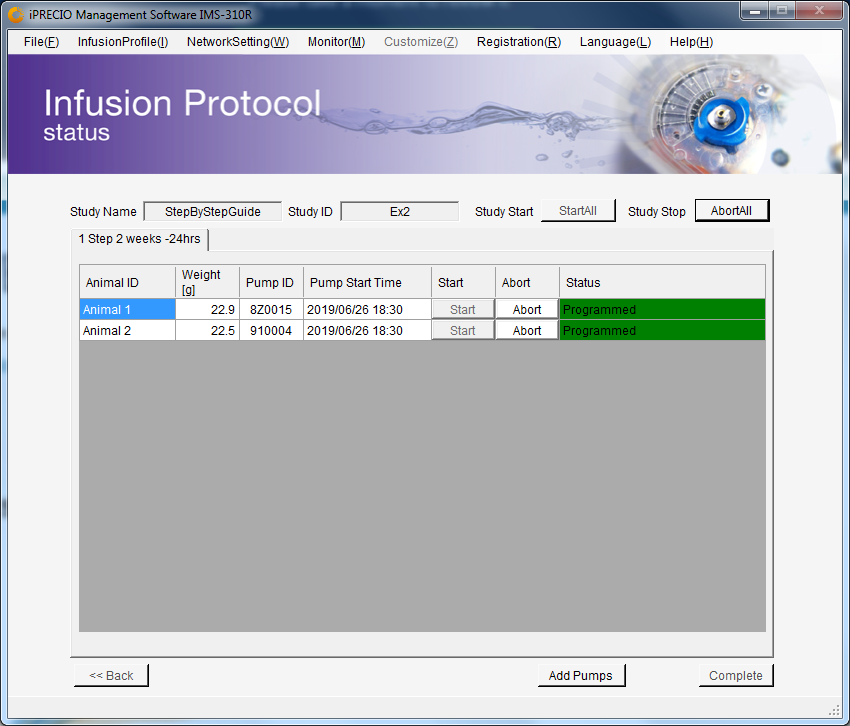 iPRECIO Management Software IMS-310R
File(F) InfusionProfile(I) NetworkSetting(W) Monitor(M) Customize(Z) Registration(R) Language(L) Help(H)
Infusion Protocol
status
Study Name StepByStepGuide Study ID Ex2 Study Start StartAll Study Stop AbortAll
1 Step 2 weeks -24hrs
Animal ID Weight [g] Pump ID Pump Start Time Start Abort Status
Animal 1 22.9 8Z0015 2019/06/26 18:30 Start Abort Programmed
Animal 2 22.5 910004 2019/06/26 18:30 Start Abort Programmed
<< Back Add Pumps Complete